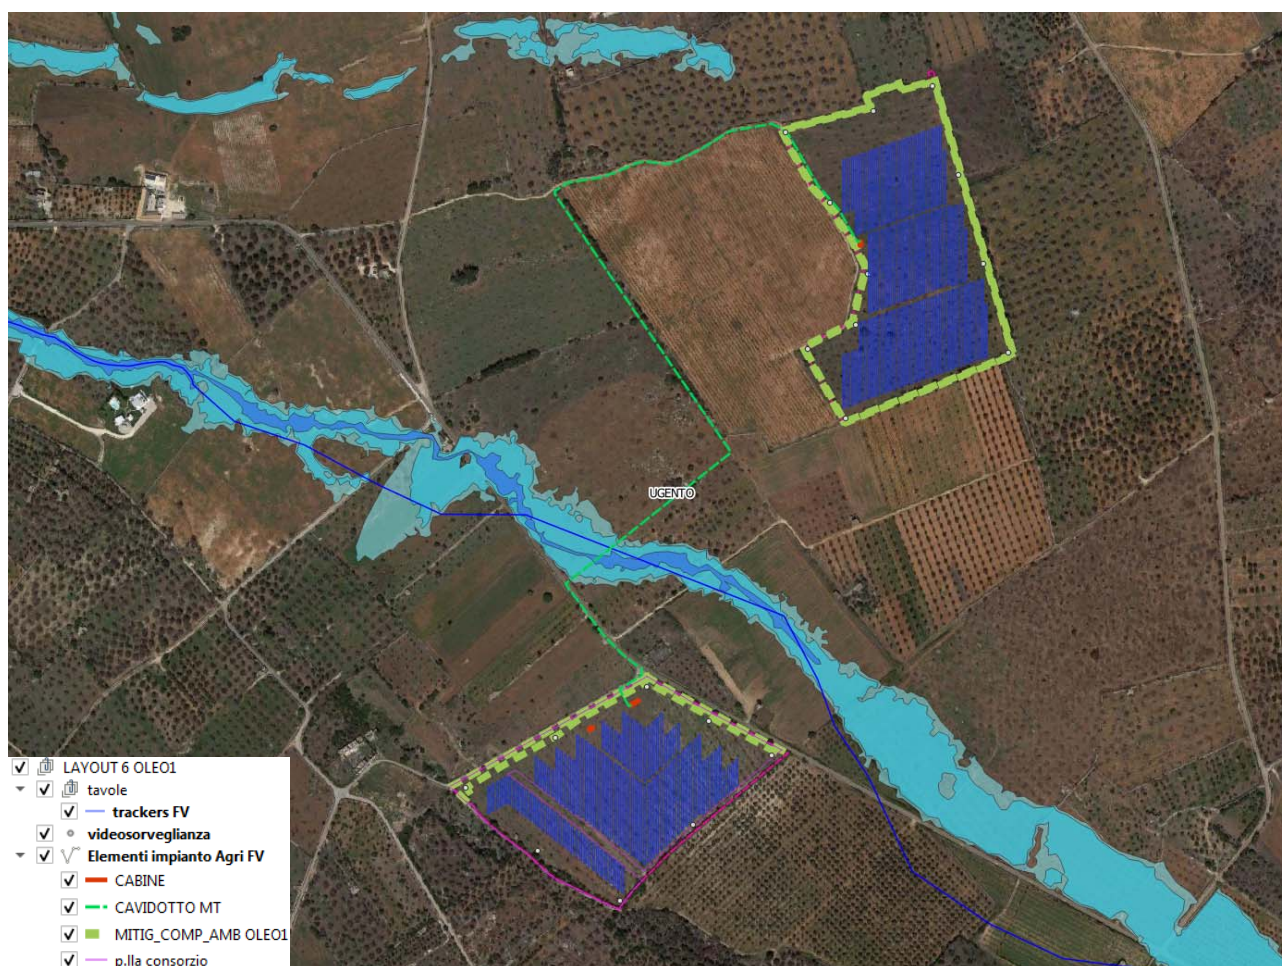 UGENTO
LAYOUT 6 OLEO1
tavole
trackers FV
videosorveglianza
Elementi impianto Agri FV
CABINE
CAVIDOTTO MT
MITIG_COMP_AMB OLEO1
p.lla consorzio